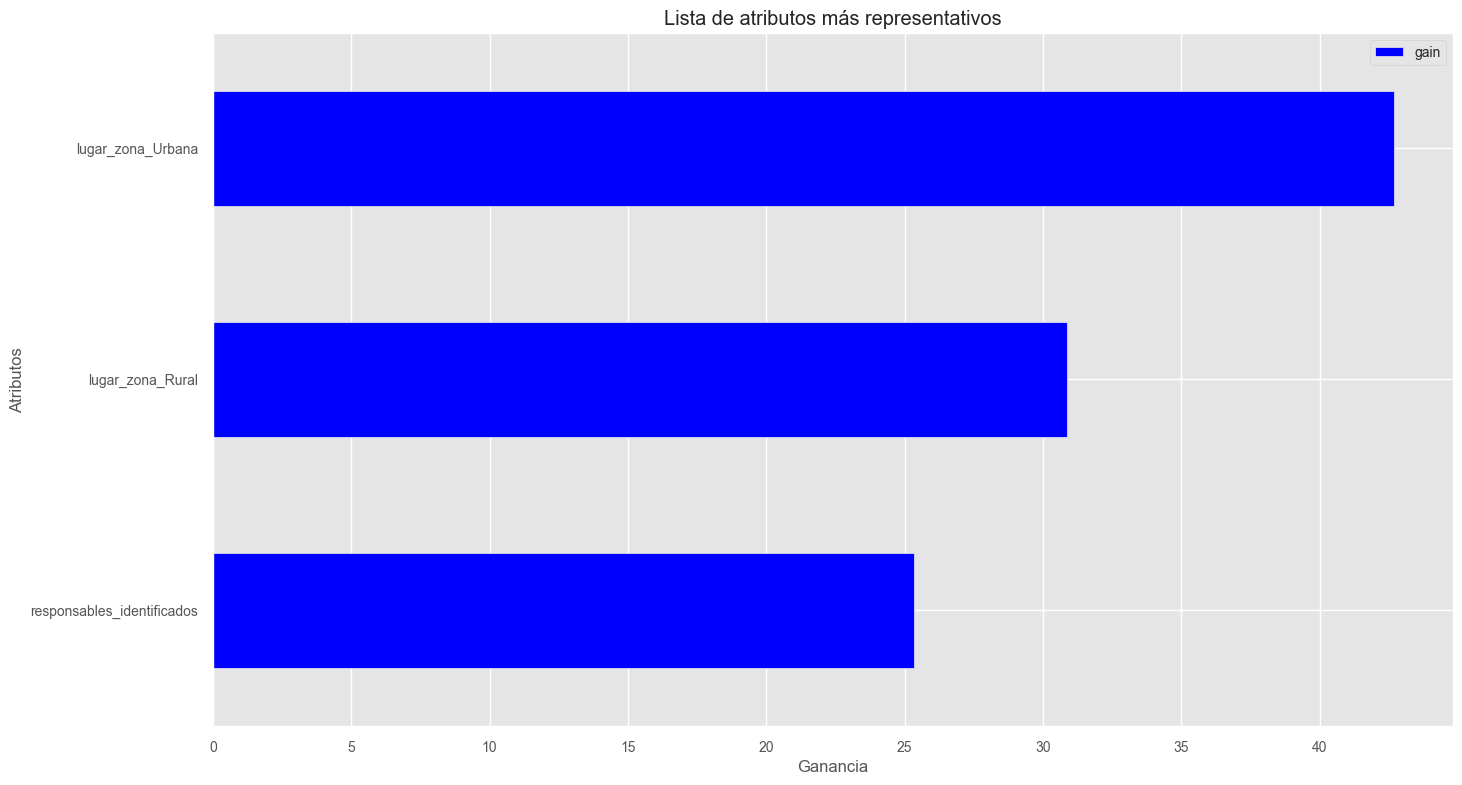 Lista de atributos más representativos
gain
lugar_zona_Urbana
lugar_zona_Rural
responsables_identificados
Atributos
0 5 10 15 20 25 30 35 40
Ganancia